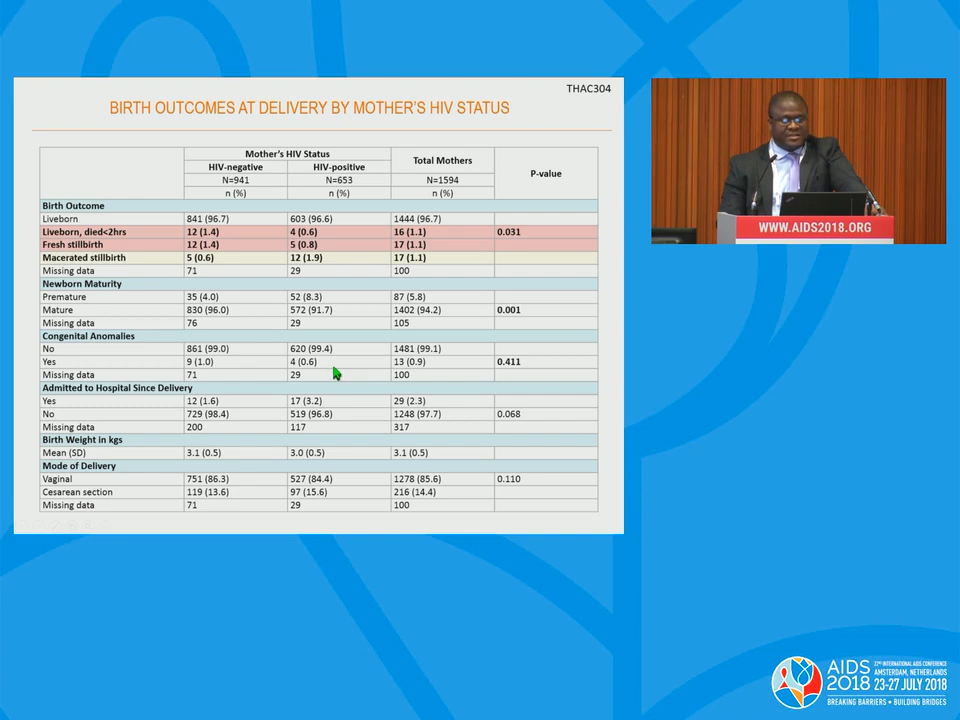 THAC304
BIRTH OUTCOMES AT DELIVERY BY MOTHER'S HIV STATUS
Mother's HIV Status Total Mothers P-value
HIV-negative HIV-positive
N=941 N=653 N=1594
n (%) n (%) n (%)
Birth Outcome
Liveborn 841 (96.7) 603 (96.6) 1444 (96.7)
Liveborn, died<2hrs 12 (1.4) 4 (0.6) 16 (1.1) 0.031
Fresh stillbirth 12 (1.4) 5 (0.8) 17 (1.1)
Macerated stillbirth 5 (0.6) 12 (1.9) 17 (1.1)
Missing data 71 29 100
Newborn Maturity
Premature 35 (4.0) 52 (8.3) 87 (5.8)
Mature 830 (96.0) 572 (91.7) 1402 (94.2) 0.001
Missing data 76 29 105
Congenital Anomalies
No 861 (99.0) 620 (99.4) 1481 (99.1)
Yes 9 (1.0) 4 (0.6) 13 (0.9) 0.411
Missing data 71 29 100
Admitted to Hospital Since Delivery
Yes 12 (1.6) 17 (3.2) 29 (2.3)
No 729 (98.4) 519 (96.8) 1248 (97.7) 0.068
Missing data 200 117 317
Birth Weight in kgs
Mean (SD) 3.1 (0.5) 3.0 (0.5) 3.1 (0.5)
Mode of Delivery
Vaginal 751 (86.3) 527 (84.4) 1278 (85.6) 0.110
Cesarean section 119 (13.6) 97 (15.6) 216 (14.4)
Missing data 71 29 100
WWW.AIDS2018.ORG
AIDS 2018
22ND INTERNATIONAL AIDS CONFERENCE
AMSTERDAM, NETHERLANDS
23-27 JULY 2018
BREAKING BARRIERS • BUILDING BRIDGES